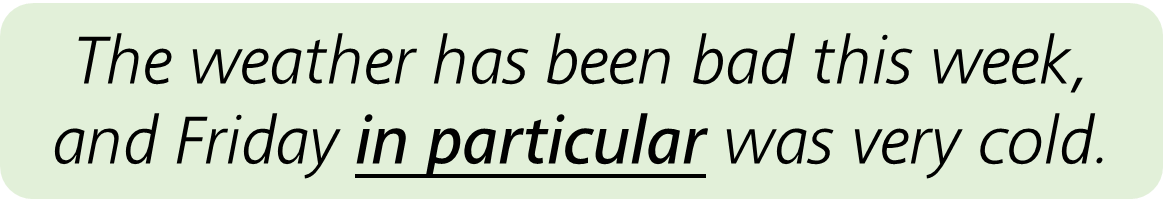 The weather has been bad this week,
and Friday in particular was very cold.